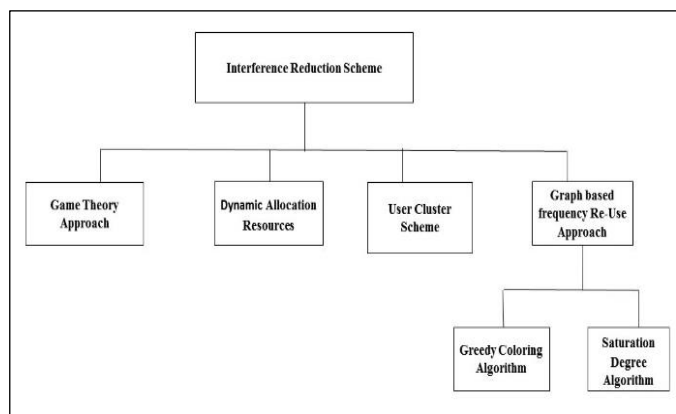 Interference Reduction Scheme
Game Theory
Approach
Dynamic Allocation
Resources
User Cluster
Scheme
Graph based
frequency Re-Use
Approach
Greedy Coloring
Algorithm
Saturation
Degree
Algorithm